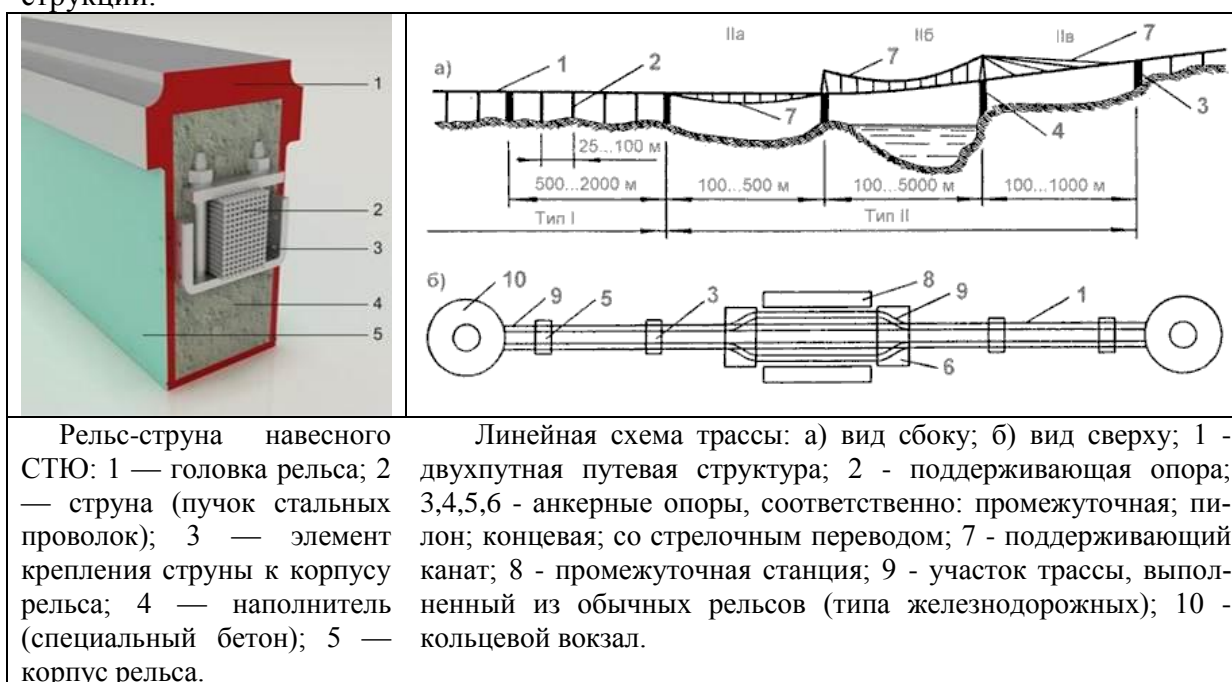 струкции.
1
2
3
4
5
IIа IIб IIв
а) 1 2 7 7 7 3 4
25...100 м
500...2000 м 100...500 м 100...5000 м 100...1000 м
Тип I Тип II
б) 10 9 5 3 8 9 1 6
Рельс-струна навесного
СТЮ: 1 — головка рельса; 2
— струна (пучок стальных
проволок); 3 — элемент
крепления струны к корпусу
рельса; 4 — наполнитель
(специальный бетон); 5 —
корпус рельса.
Линейная схема трассы: а) вид сбоку; б) вид сверху; 1 -
двухпутная путевая структура; 2 - поддерживающая опора;
3,4,5,6 - анкерные опоры, соответственно: промежуточная; пи-
лон; концевая; со стрелочным переводом; 7 - поддерживающий
канат; 8 - промежуточная станция; 9 - участок трассы, выпол-
ненный из обычных рельсов (типа железнодорожных); 10 -
кольцевой вокзал.